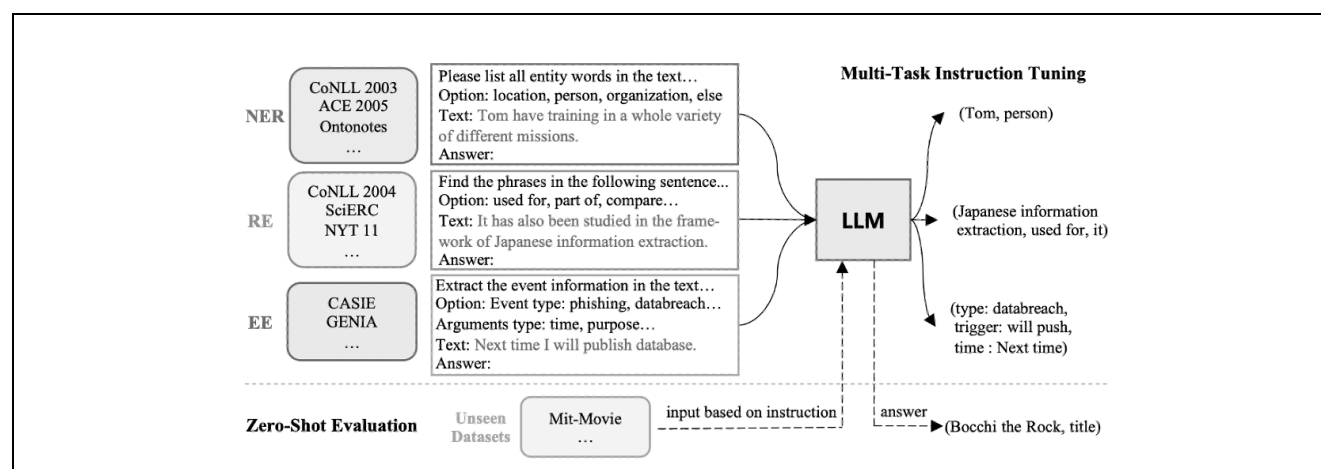 NER
CoNLL 2003
ACE 2005
Ontonotes
…
Please list all entity words in the text…
Option: location, person, organization, else
Text: Tom have training in a whole variety
of different missions.
Answer:
RE
CoNLL 2004
SciERC
NYT 11
…
Find the phrases in the following sentence...
Option: used for, part of, compare…
Text: It has also been studied in the frame-
work of Japanese information extraction.
Answer:
EE
CASIE
GENIA
…
Extract the event information in the text…
Option: Event type: phishing, databreach…
Arguments type: time, purpose…
Text: Next time I will publish database.
Answer:
LLM
Multi-Task Instruction Tuning
(Tom, person)
(Japanese information
extraction, used for, it)
(type: databreach,
trigger: will push,
time : Next time)
Zero-Shot Evaluation
Unseen
Datasets
Mit-Movie
…
input based on instruction
answer
(Bocchi the Rock, title)